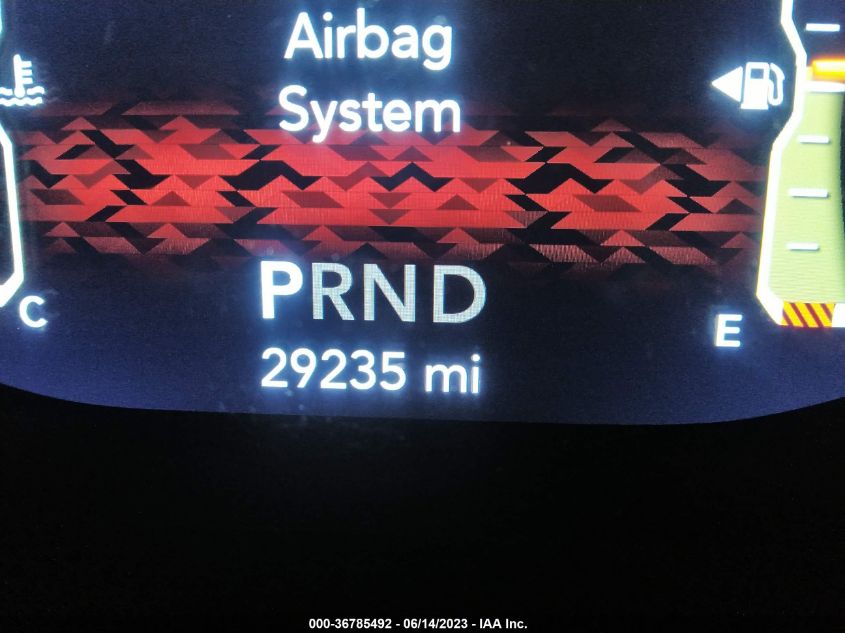 Airbag
System
PRND
C
E
29235 mi
000-36785492 - 06/14/2023 - IAA Inc.